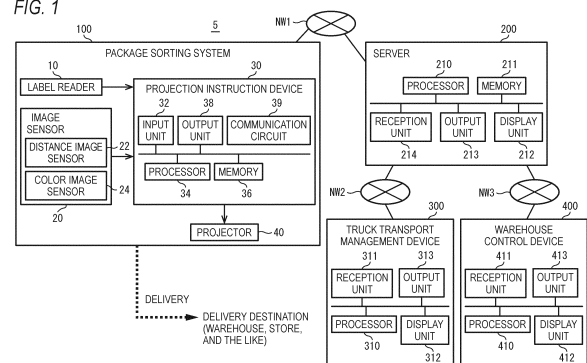 FIG. 1
5
NW1
100
PACKAGE SORTING SYSTEM
10
LABEL READER
30
PROJECTION INSTRUCTION DEVICE
32
38
39
INPUT
UNIT
OUTPUT
UNIT
COMMUNICATION
CIRCUIT
PROCESSOR
MEMORY
34
36
IMAGE
SENSOR
22
DISTANCE IMAGE
SENSOR
24
COLOR IMAGE
SENSOR
20
PROJECTOR
40
DELIVERY
DELIVERY DESTINATION
(WAREHOUSE, STORE,
AND THE LIKE)
200
SERVER
210
211
PROCESSOR
MEMORY
RECEPTION
UNIT
OUTPUT
UNIT
DISPLAY
UNIT
214
213
212
NW2
NW3
300
TRUCK TRANSPORT
MANAGEMENT DEVICE
311
313
RECEPTION
UNIT
OUTPUT
UNIT
PROCESSOR
DISPLAY
UNIT
310
312
400
WAREHOUSE
CONTROL DEVICE
411
413
RECEPTION
UNIT
OUTPUT
UNIT
PROCESSOR
DISPLAY
UNIT
410
412